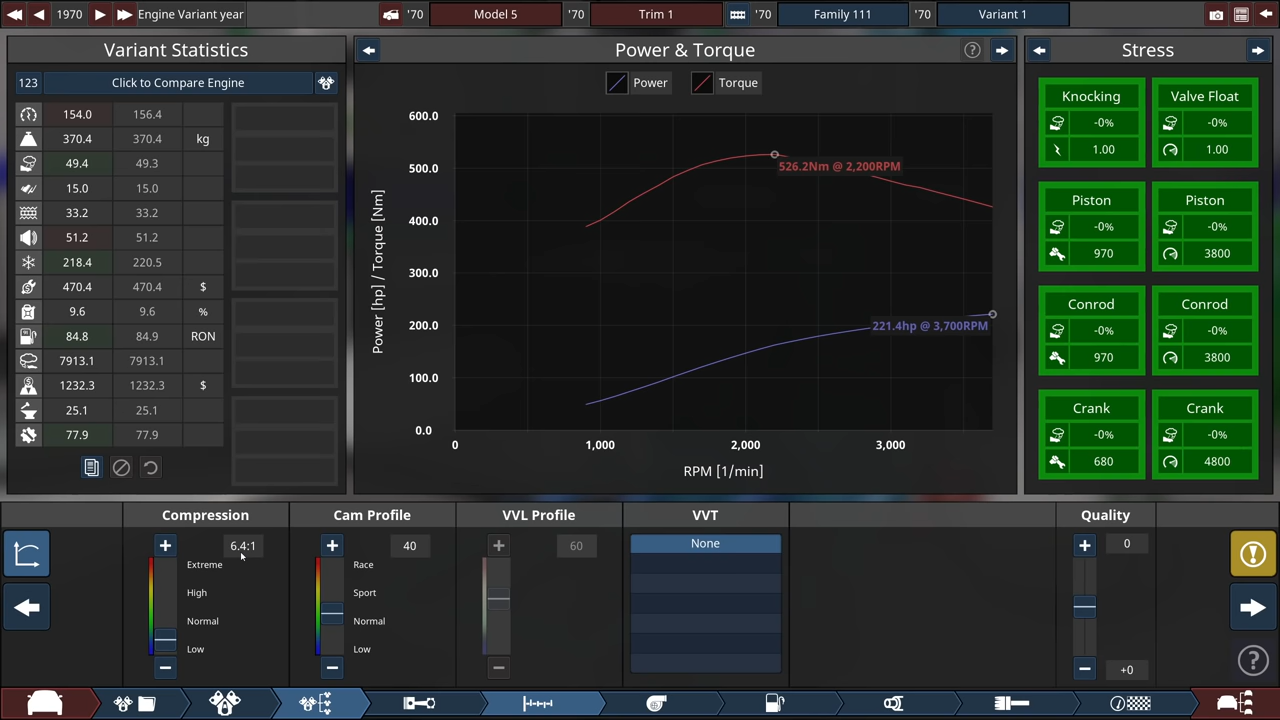 1970 Engine Variant year '70 Model 5 '70 Trim 1 '70 Family 111 '70 Variant 1
Variant Statistics
123 Click to Compare Engine
154.0 156.4
370.4 370.4 kg
49.4 49.3
15.0 15.0
33.2 33.2
51.2 51.2
218.4 220.5
470.4 470.4 $
9.6 9.6 %
84.8 84.9 RON
7913.1 7913.1
1232.3 1232.3 $
25.1 25.1
77.9 77.9
Power & Torque ?
Power Torque
Power [hp] / Torque [Nm]
600.0
500.0
400.0
300.0
200.0
100.0
0.0
526.2Nm @ 2,200RPM
221.4hp @ 3,700RPM
0 1,000 2,000 3,000
RPM [1/min]
Stress
Knocking Valve Float
-0% -0%
1.00 1.00
Piston Piston
-0% -0%
970 3800
Conrod Conrod
-0% -0%
970 3800
Crank Crank
-0% -0%
680 4800
Compression Cam Profile VVL Profile VVT Quality
+ 6.4:1 + 40 + 60 None + 0
Extreme Race
High Sport
Normal Normal
Low Low
- - - - +0
!
?